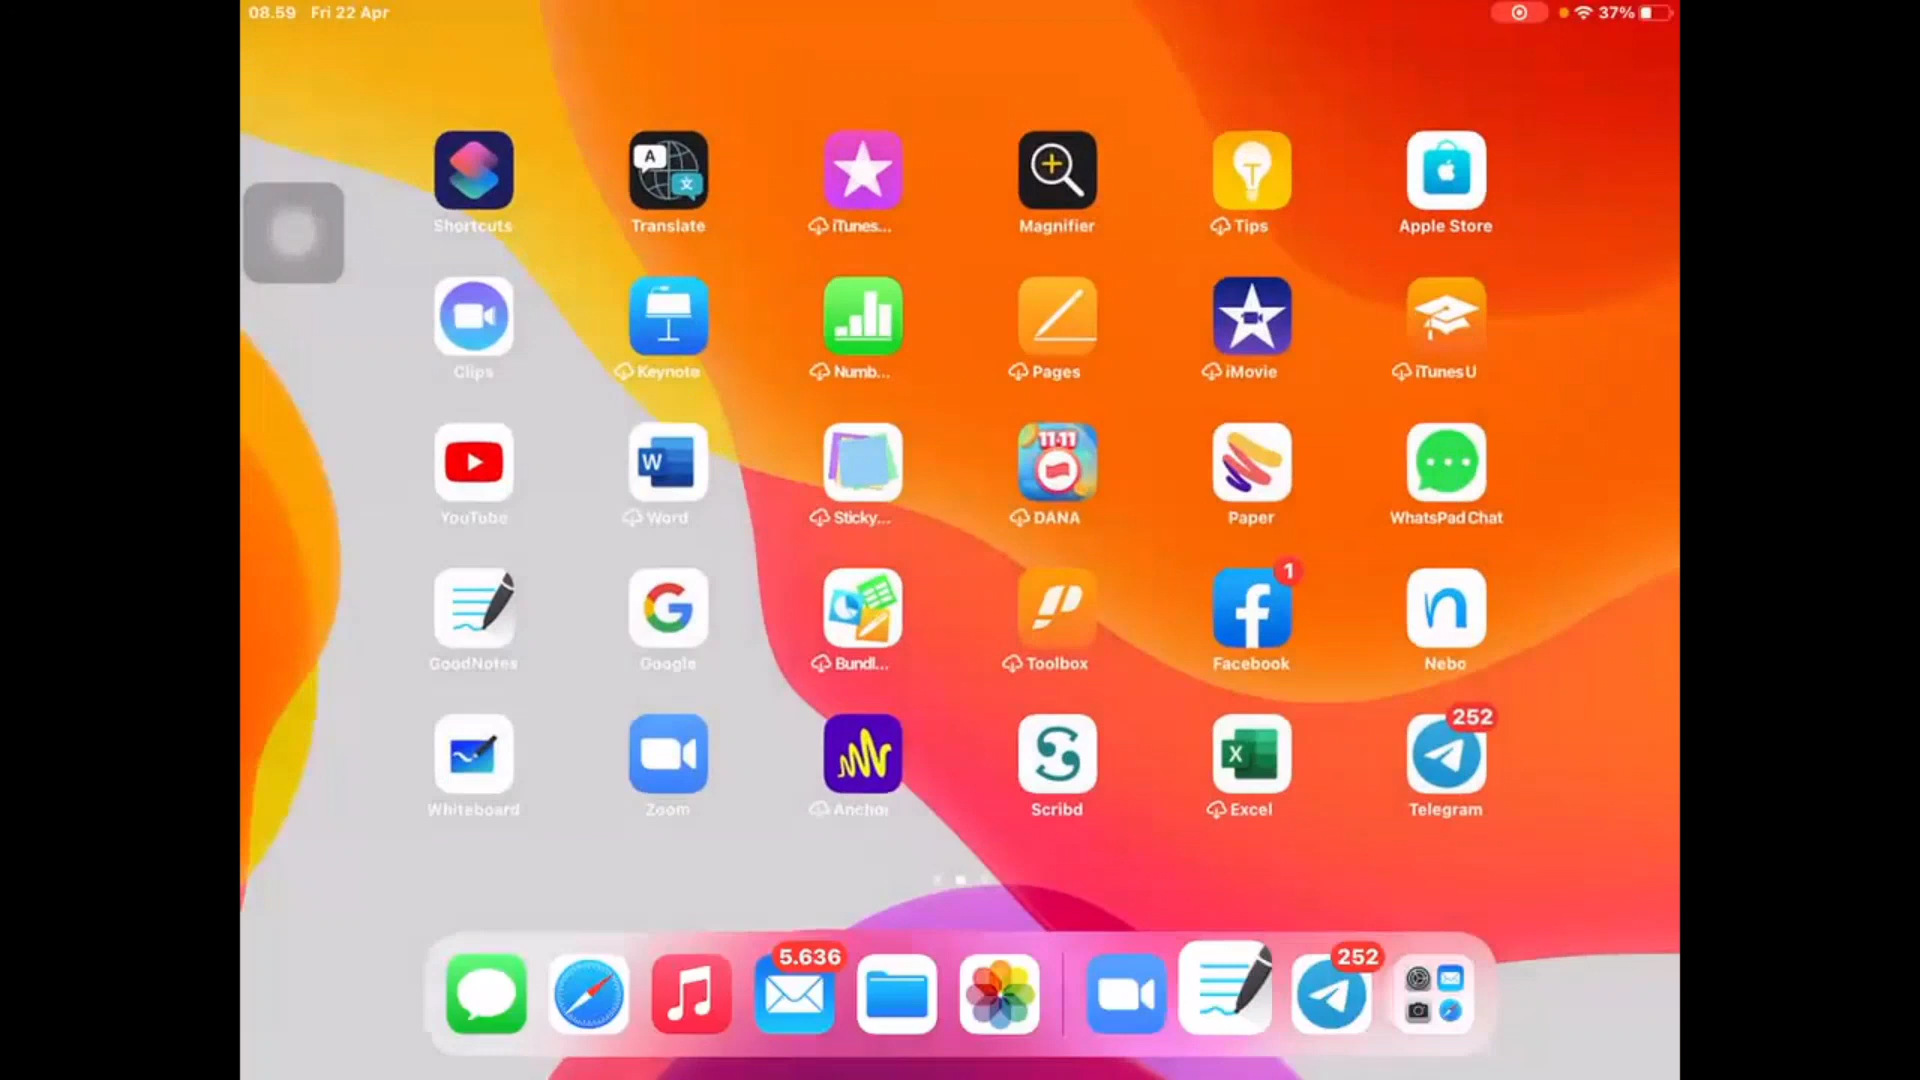 08.59 Fri 22 Apr
37%
Shortcuts
Translate
iTunes...
Magnifier
Tips
Apple Store
Clips
Keynote
Numb...
Pages
iMovie
iTunes U
YouTube
W
Word
Sticky...
11.11
DANA
Paper
WhatsPad Chat
GoodNotes
Google
Bundl...
Toolbox
1
Facebook
Nebo
Whiteboard
Zoom
Anchor
Scribd
X
Excel
252
Telegram
5.636
252